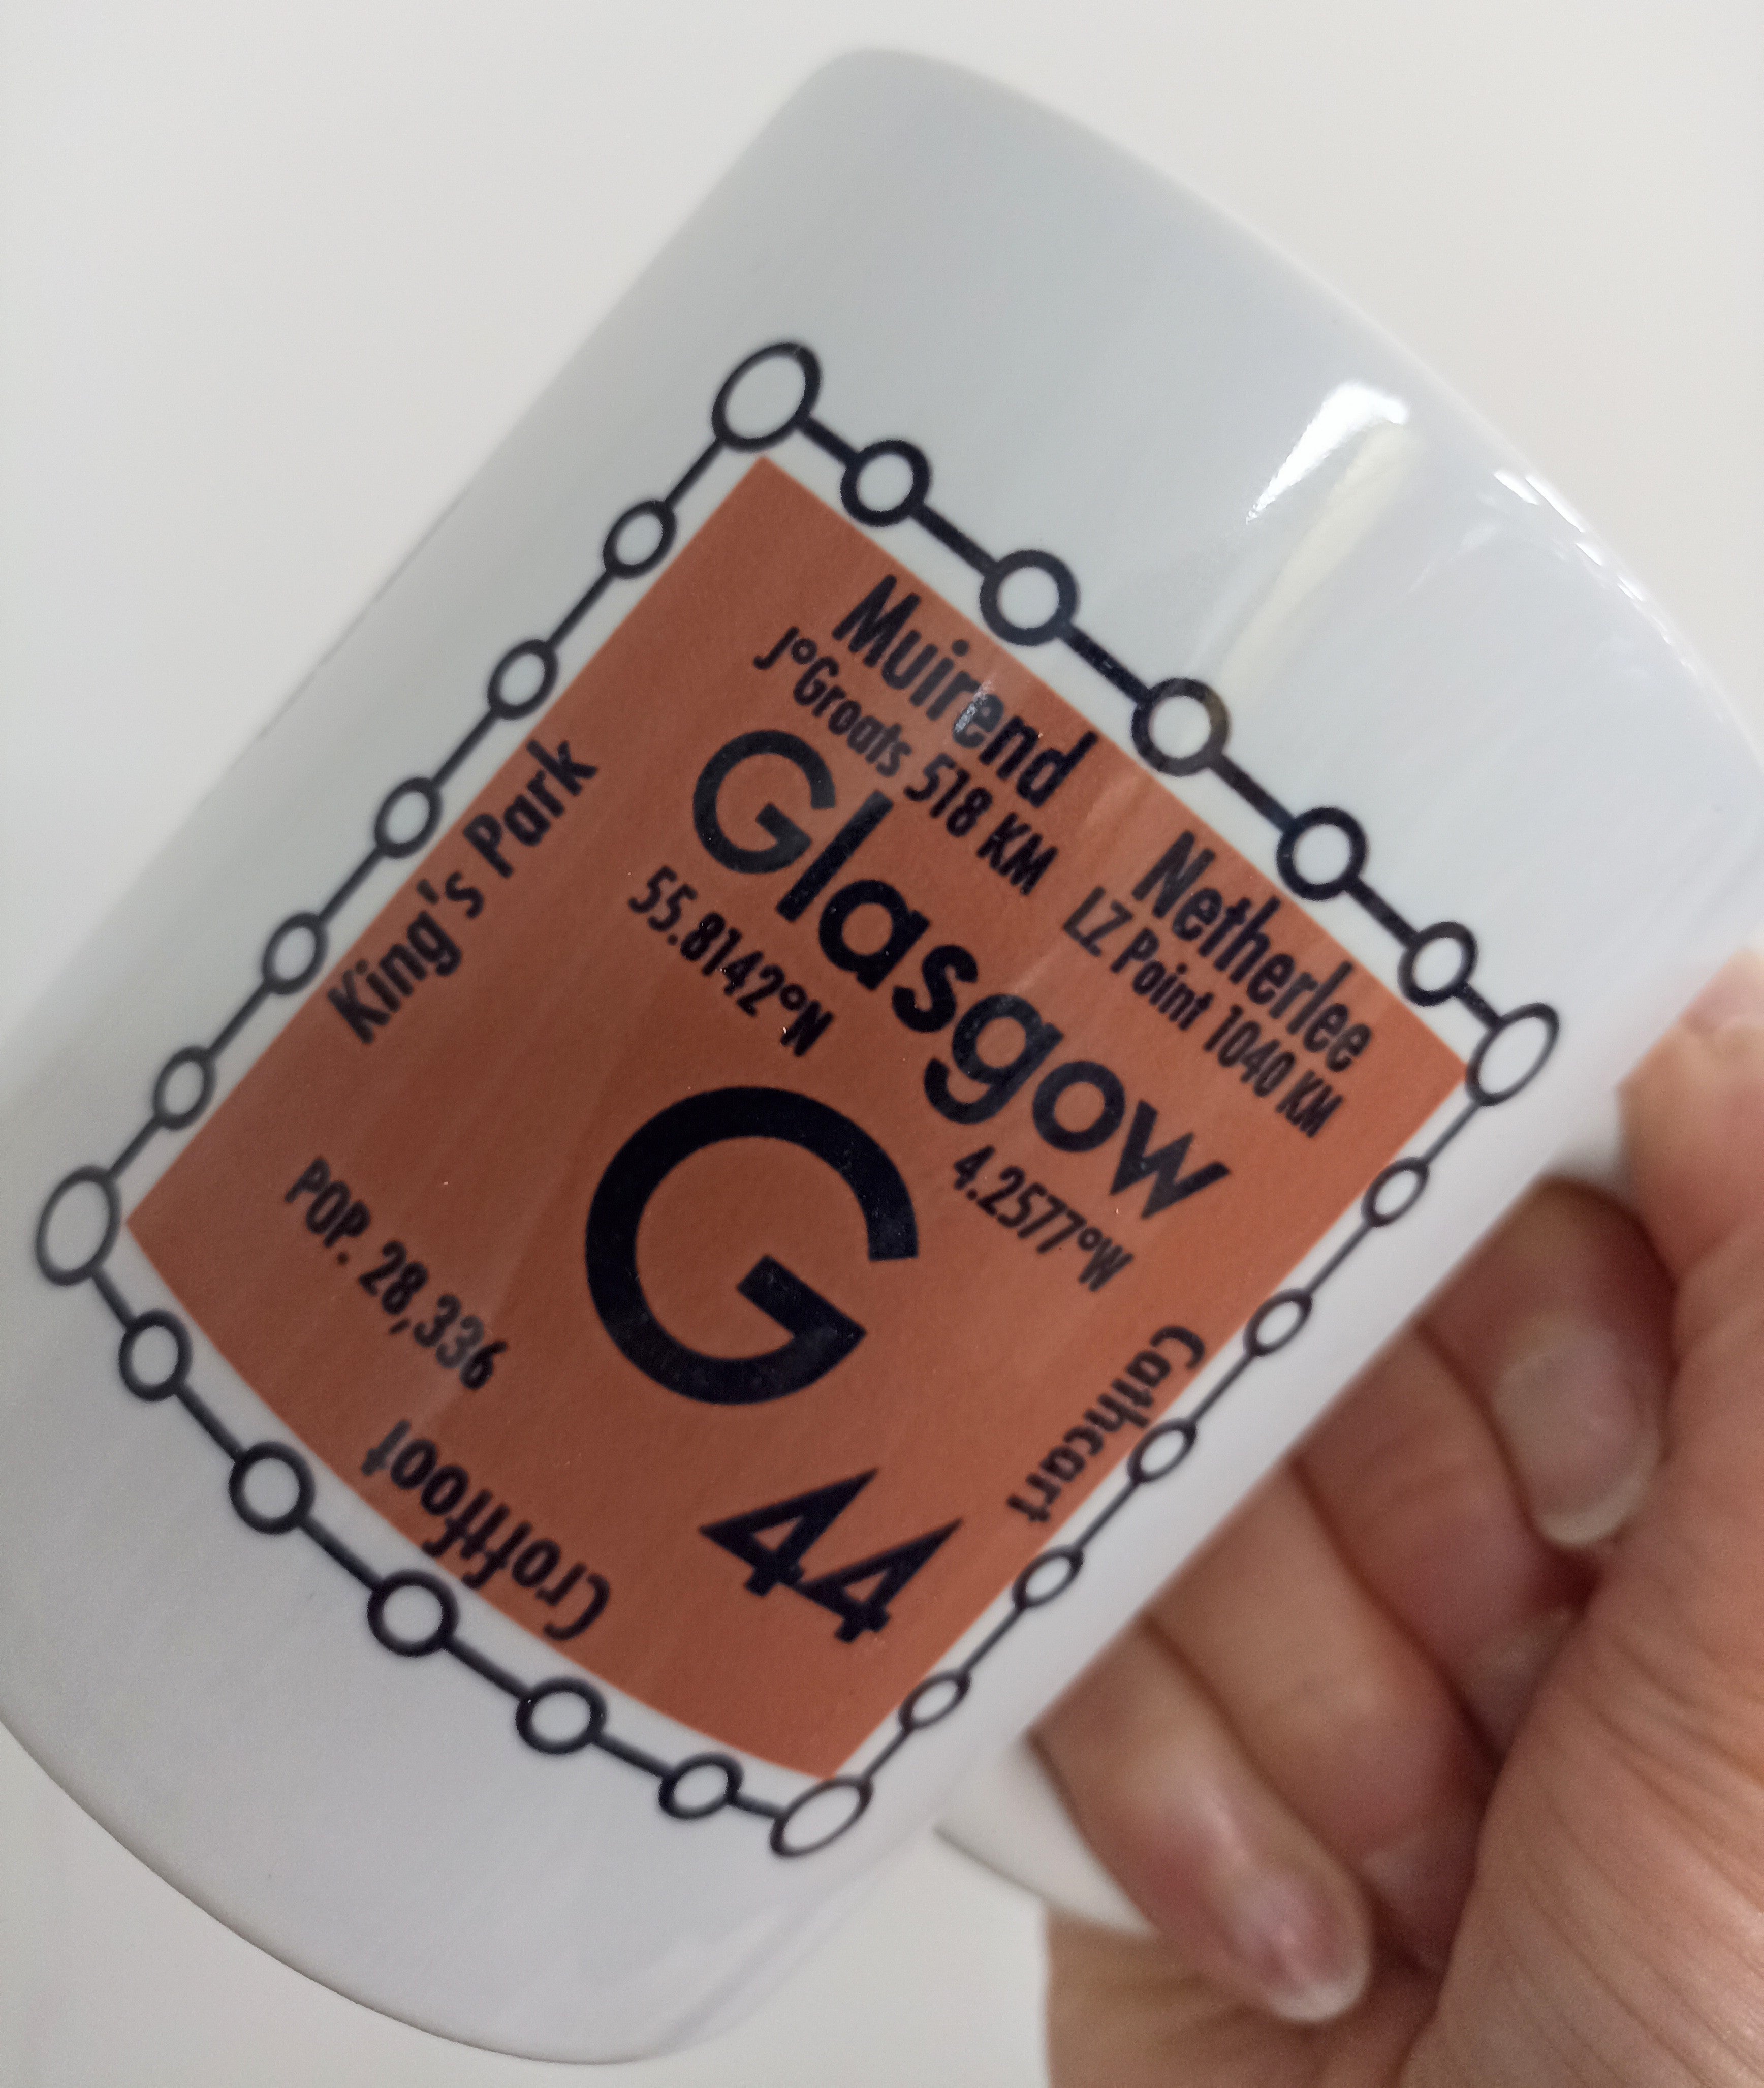 Muirend
J°Groats 518 KM
Netherlee
LZ Point 1040 KM
Glasgow
55.8142°N
4.2577°W
King's Park
G
Cathcart
POP. 28,336
44
Croftfoot